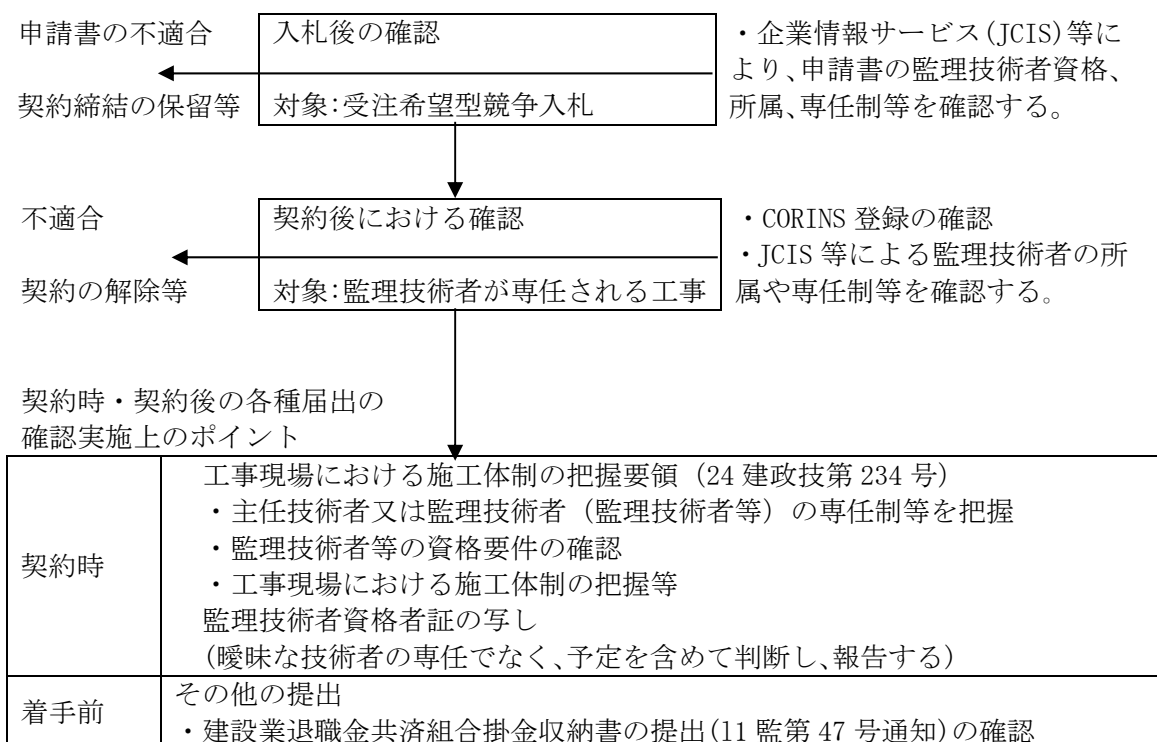 申請書の不適合
契約締結の保留等
入札後の確認
対象:受注希望型競争入札
・企業情報サービス(JCIS)等に
より、申請書の監理技術者資格、
所属、専任制等を確認する。
不適合
契約の解除等
契約後における確認
対象:監理技術者が専任される工事
・CORINS 登録の確認
・JCIS 等による監理技術者の所
属や専任制等を確認する。
契約時・契約後の各種届出の
確認実施上のポイント
契約時
工事現場における施工体制の把握要領 (24 建政技第 234 号)
・主任技術者又は監理技術者（監理技術者等）の専任制等を把握
・監理技術者等の資格要件の確認
・工事現場における施工体制の把握等
監理技術者資格者証の写し
(曖昧な技術者の専任でなく、予定を含めて判断し、報告する)
着手前
その他の提出
・建設業退職金共済組合掛金収納書の提出(11 監第 47 号通知)の確認